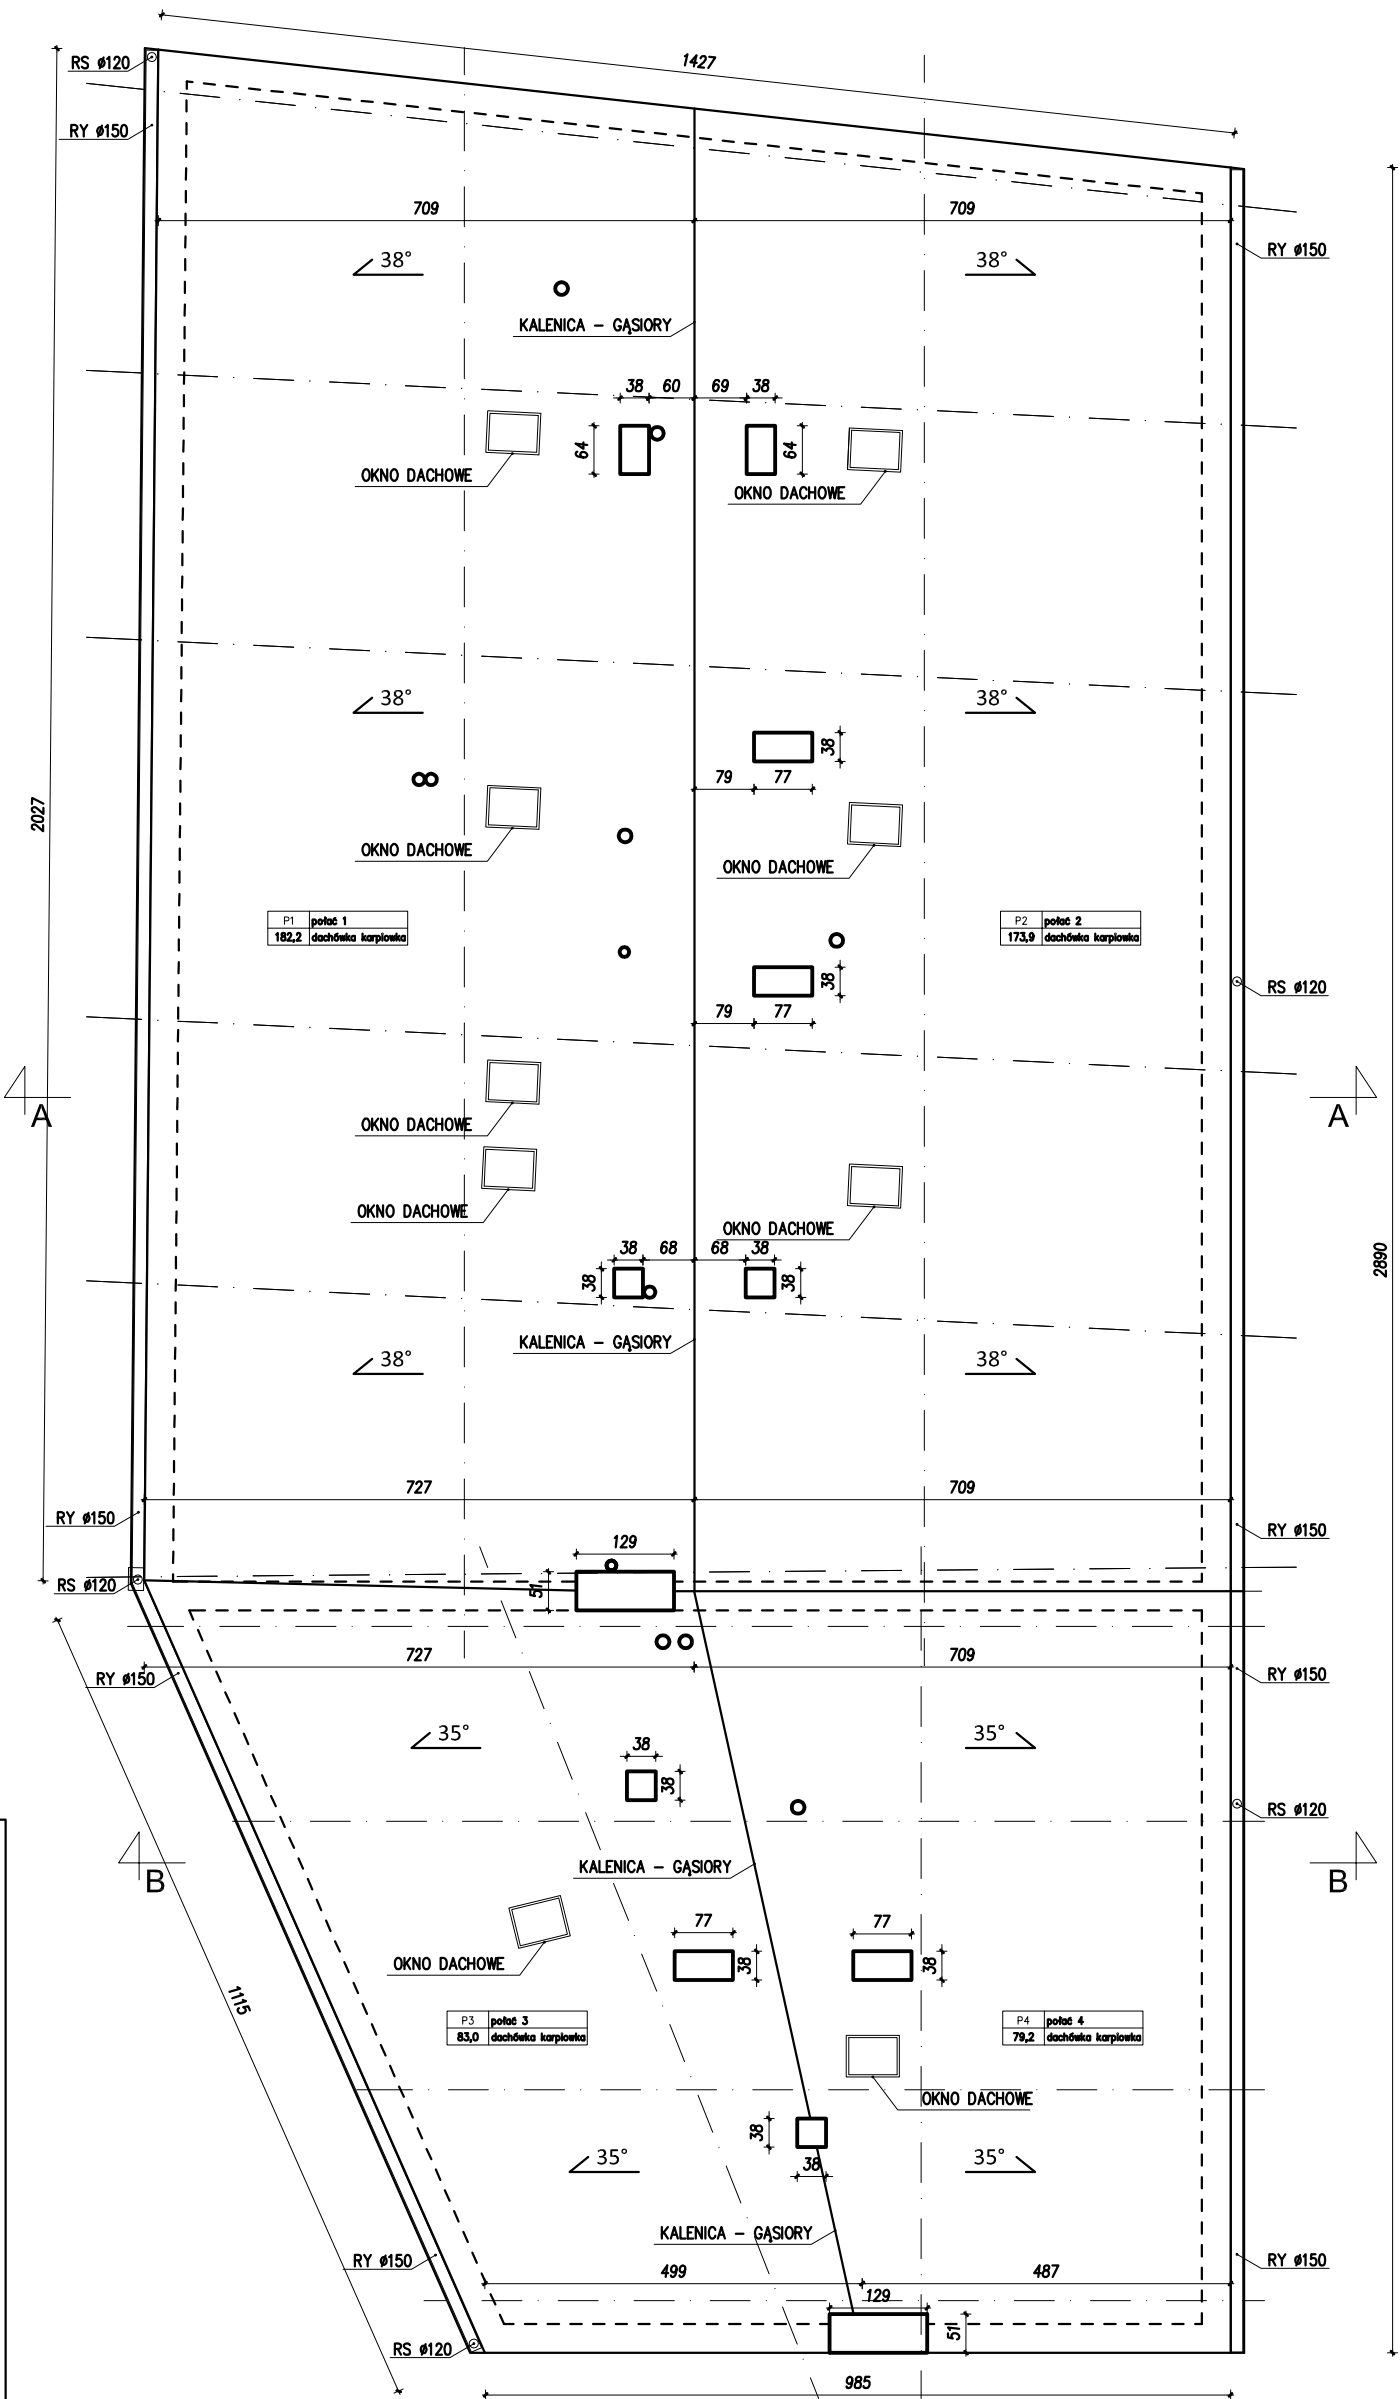 1427
RS ø120
RY ø150
709
709
RY ø150
38°
38°
KALENICA – GĄSIORY
38
60
69
38
64
64
OKNO DACHOWE
OKNO DACHOWE
38°
38°
38
79
77
2027
OKNO DACHOWE
OKNO DACHOWE
P1 połać 1
182,2 dachówka karpiowka
P2 połać 2
173,9 dachówka karpiowka
38
RS ø120
79
77
A
A
OKNO DACHOWE
OKNO DACHOWE
OKNO DACHOWE
38
68
68
38
38
38
2890
KALENICA – GĄSIORY
38°
38°
727
709
RY ø150
RY ø150
129
51
RS ø120
727
709
RY ø150
RY ø150
35°
35°
38
38
RS ø120
KALENICA – GĄSIORY
B
B
77
77
38
38
OKNO DACHOWE
1115
P3 połać 3
83,0 dachówka karpiowka
P4 połać 4
79,2 dachówka karpiowka
OKNO DACHOWE
38
38
35°
35°
KALENICA – GĄSIORY
RY ø150
RY ø150
499
487
129
51
RS ø120
985